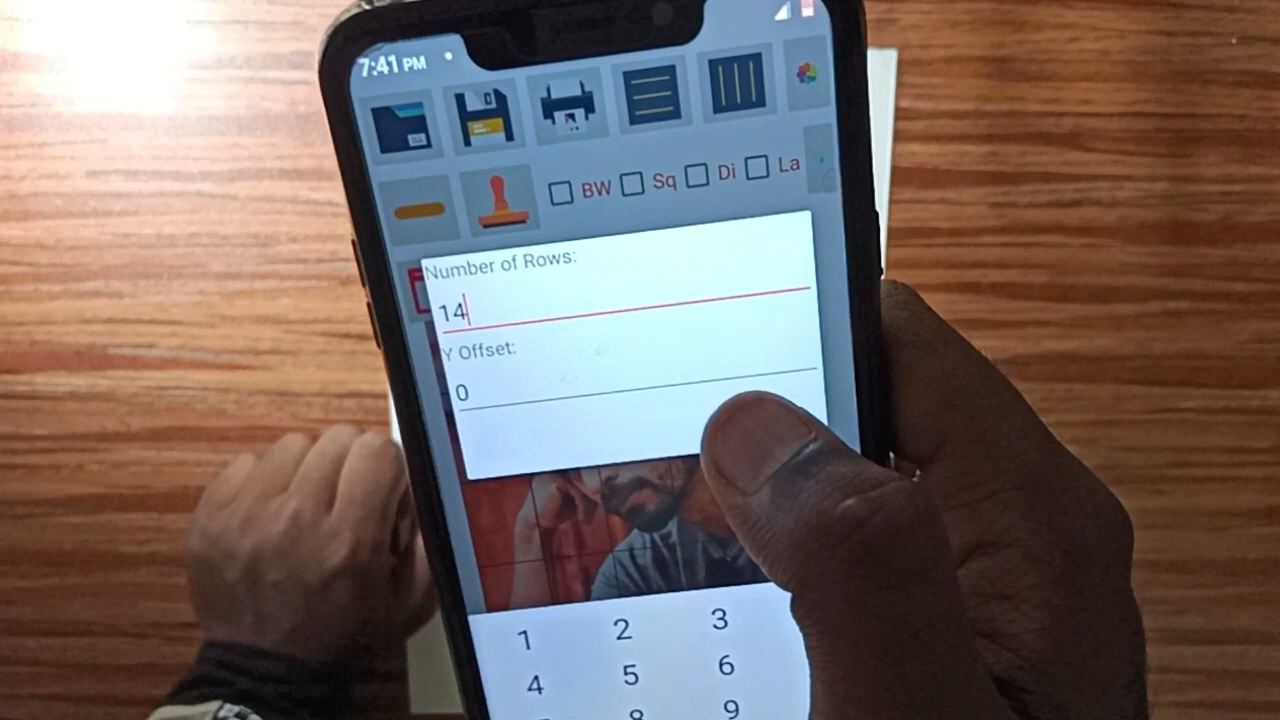 7:41 PM
BW Sq Di La
Number of Rows:
14
Y Offset:
0
1 2 3
4 5 6
8 9